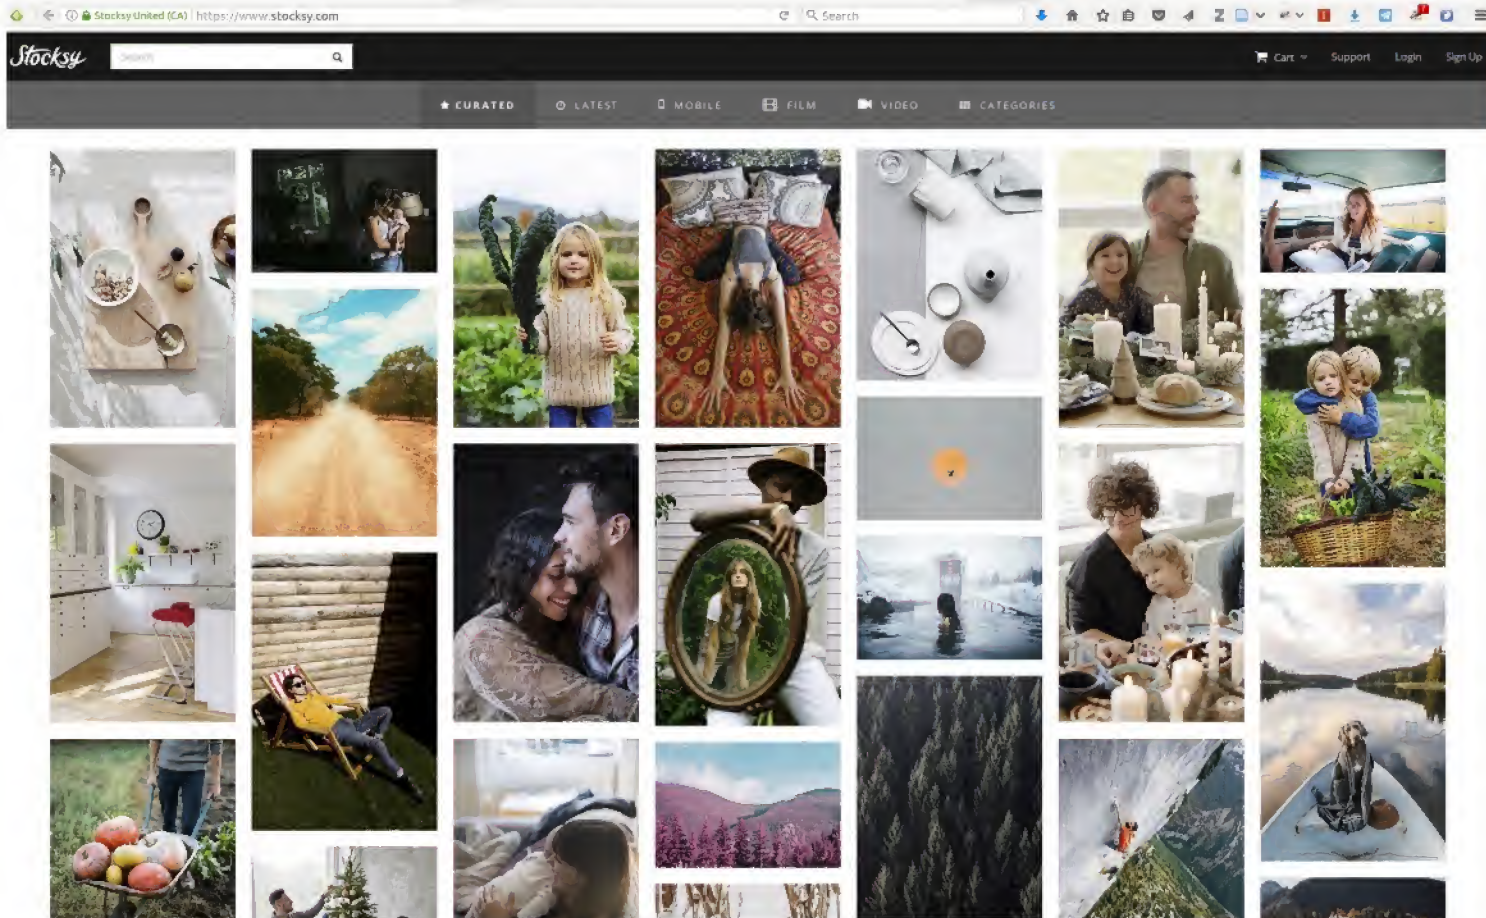 Stocksy United (CA) https://www.stocksy.com Search
Stocksy Search Cart Support Login Sign Up
CURATED LATEST MOBILE FILM VIDEO CATEGORIES